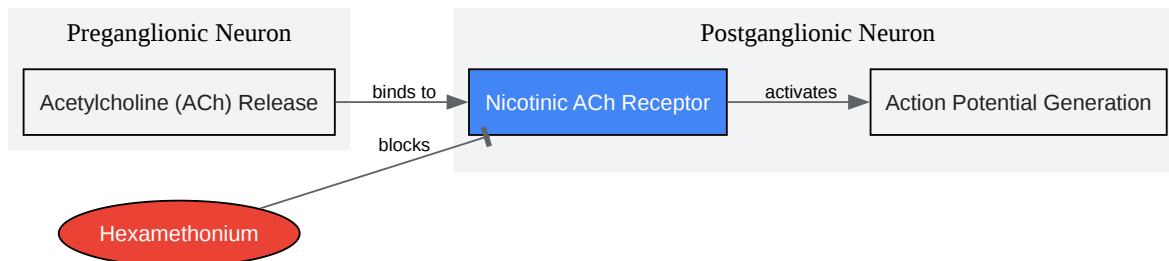 Preganglionic Neuron
Postganglionic Neuron
Acetylcholine (ACh) Release
binds to
Nicotinic ACh Receptor
activates
Action Potential Generation
blocks
Hexamethonium